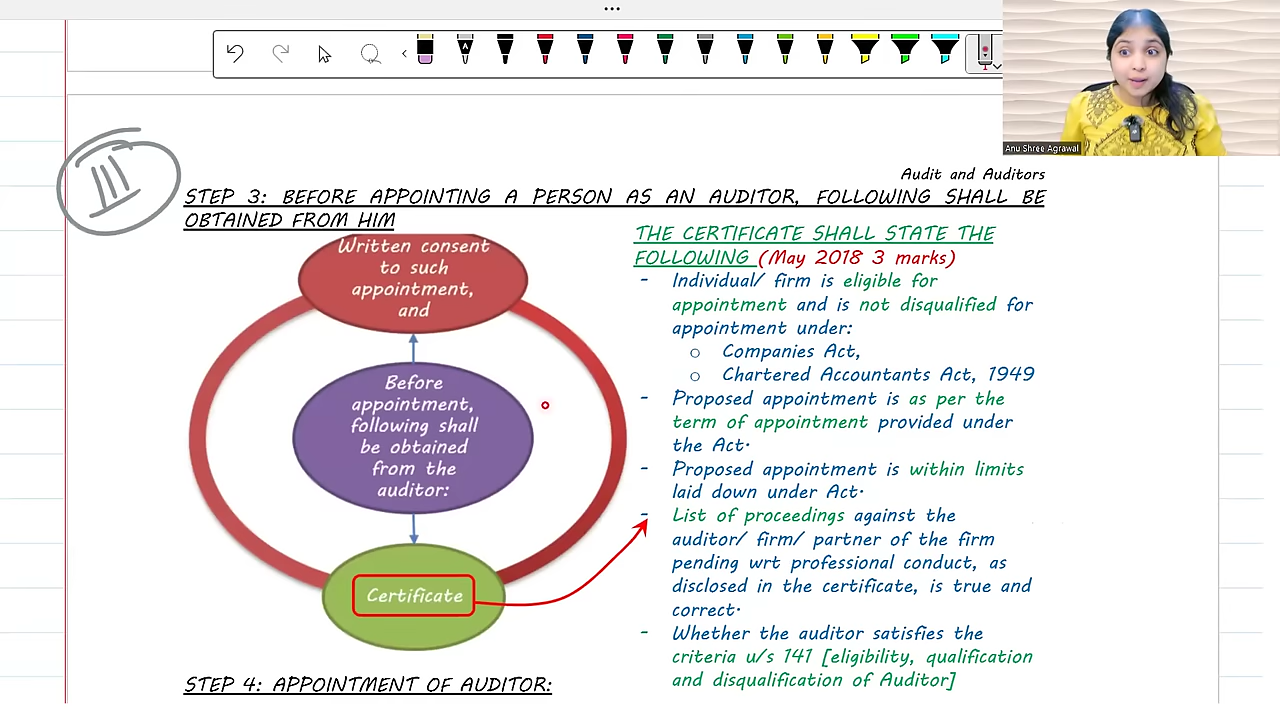 Anu Shree Agrawal
III
Audit and Auditors
STEP 3: BEFORE APPOINTING A PERSON AS AN AUDITOR, FOLLOWING SHALL BE
OBTAINED FROM HIM
Written consent
to such
appointment,
and
Before
appointment,
following shall
be obtained
from the
auditor:
Certificate
THE CERTIFICATE SHALL STATE THE
FOLLOWING (May 2018 3 marks)
- Individual/ firm is eligible for
appointment and is not disqualified for
appointment under:
o Companies Act,
o Chartered Accountants Act, 1949
- Proposed appointment is as per the
term of appointment provided under
the Act.
- Proposed appointment is within limits
laid down under Act.
- List of proceedings against the
auditor/ firm/ partner of the firm
pending wrt professional conduct, as
disclosed in the certificate, is true and
correct.
- Whether the auditor satisfies the
criteria u/s 141 [eligibility, qualification
and disqualification of Auditor]
STEP 4: APPOINTMENT OF AUDITOR: